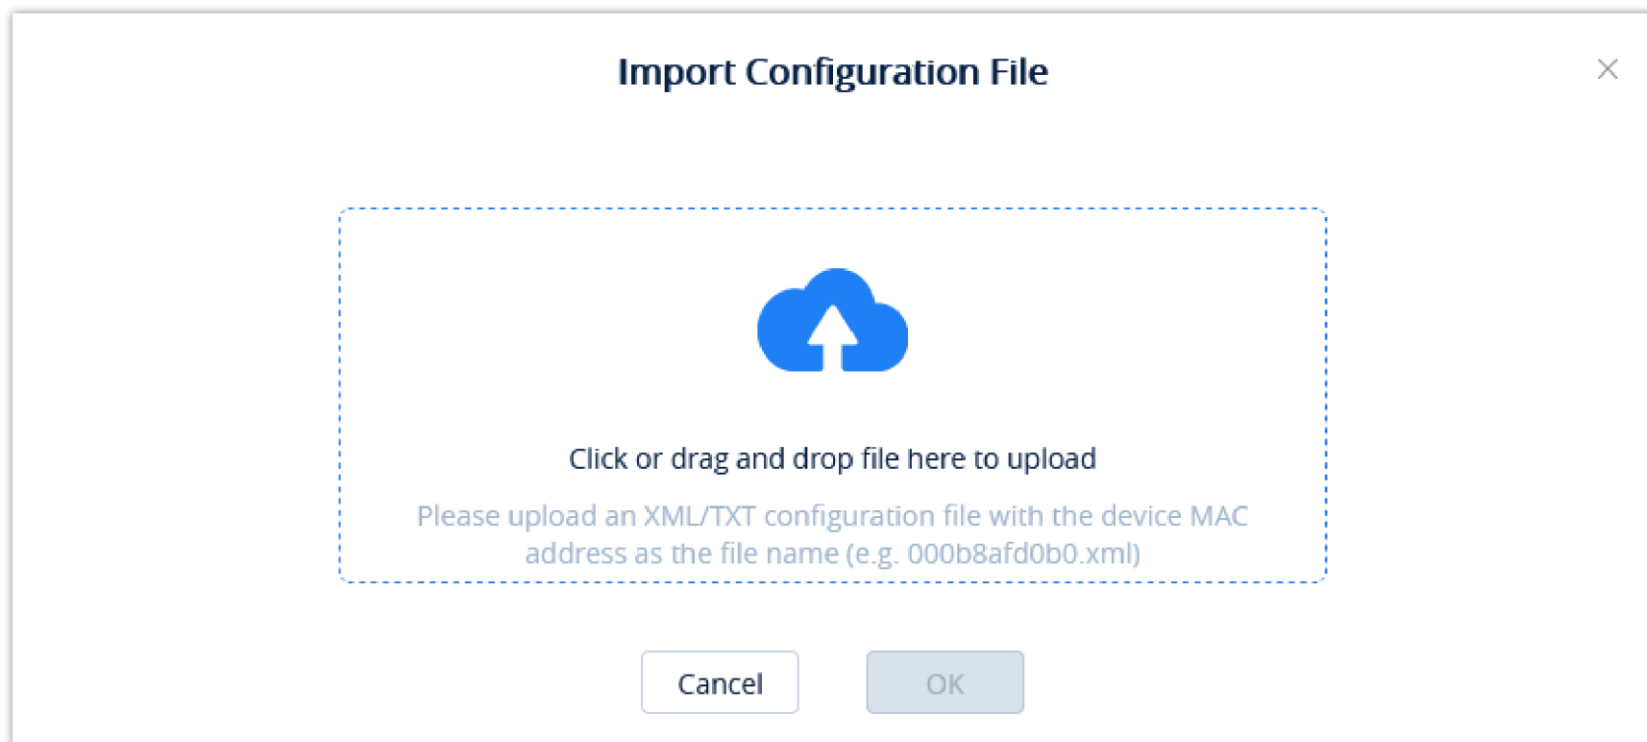 Import Configuration File
Click or drag and drop file here to upload
Please upload an XML/TXT configuration file with the device MAC
address as the file name (e.g. 000b8afd0b0.xml)
Cancel
OK